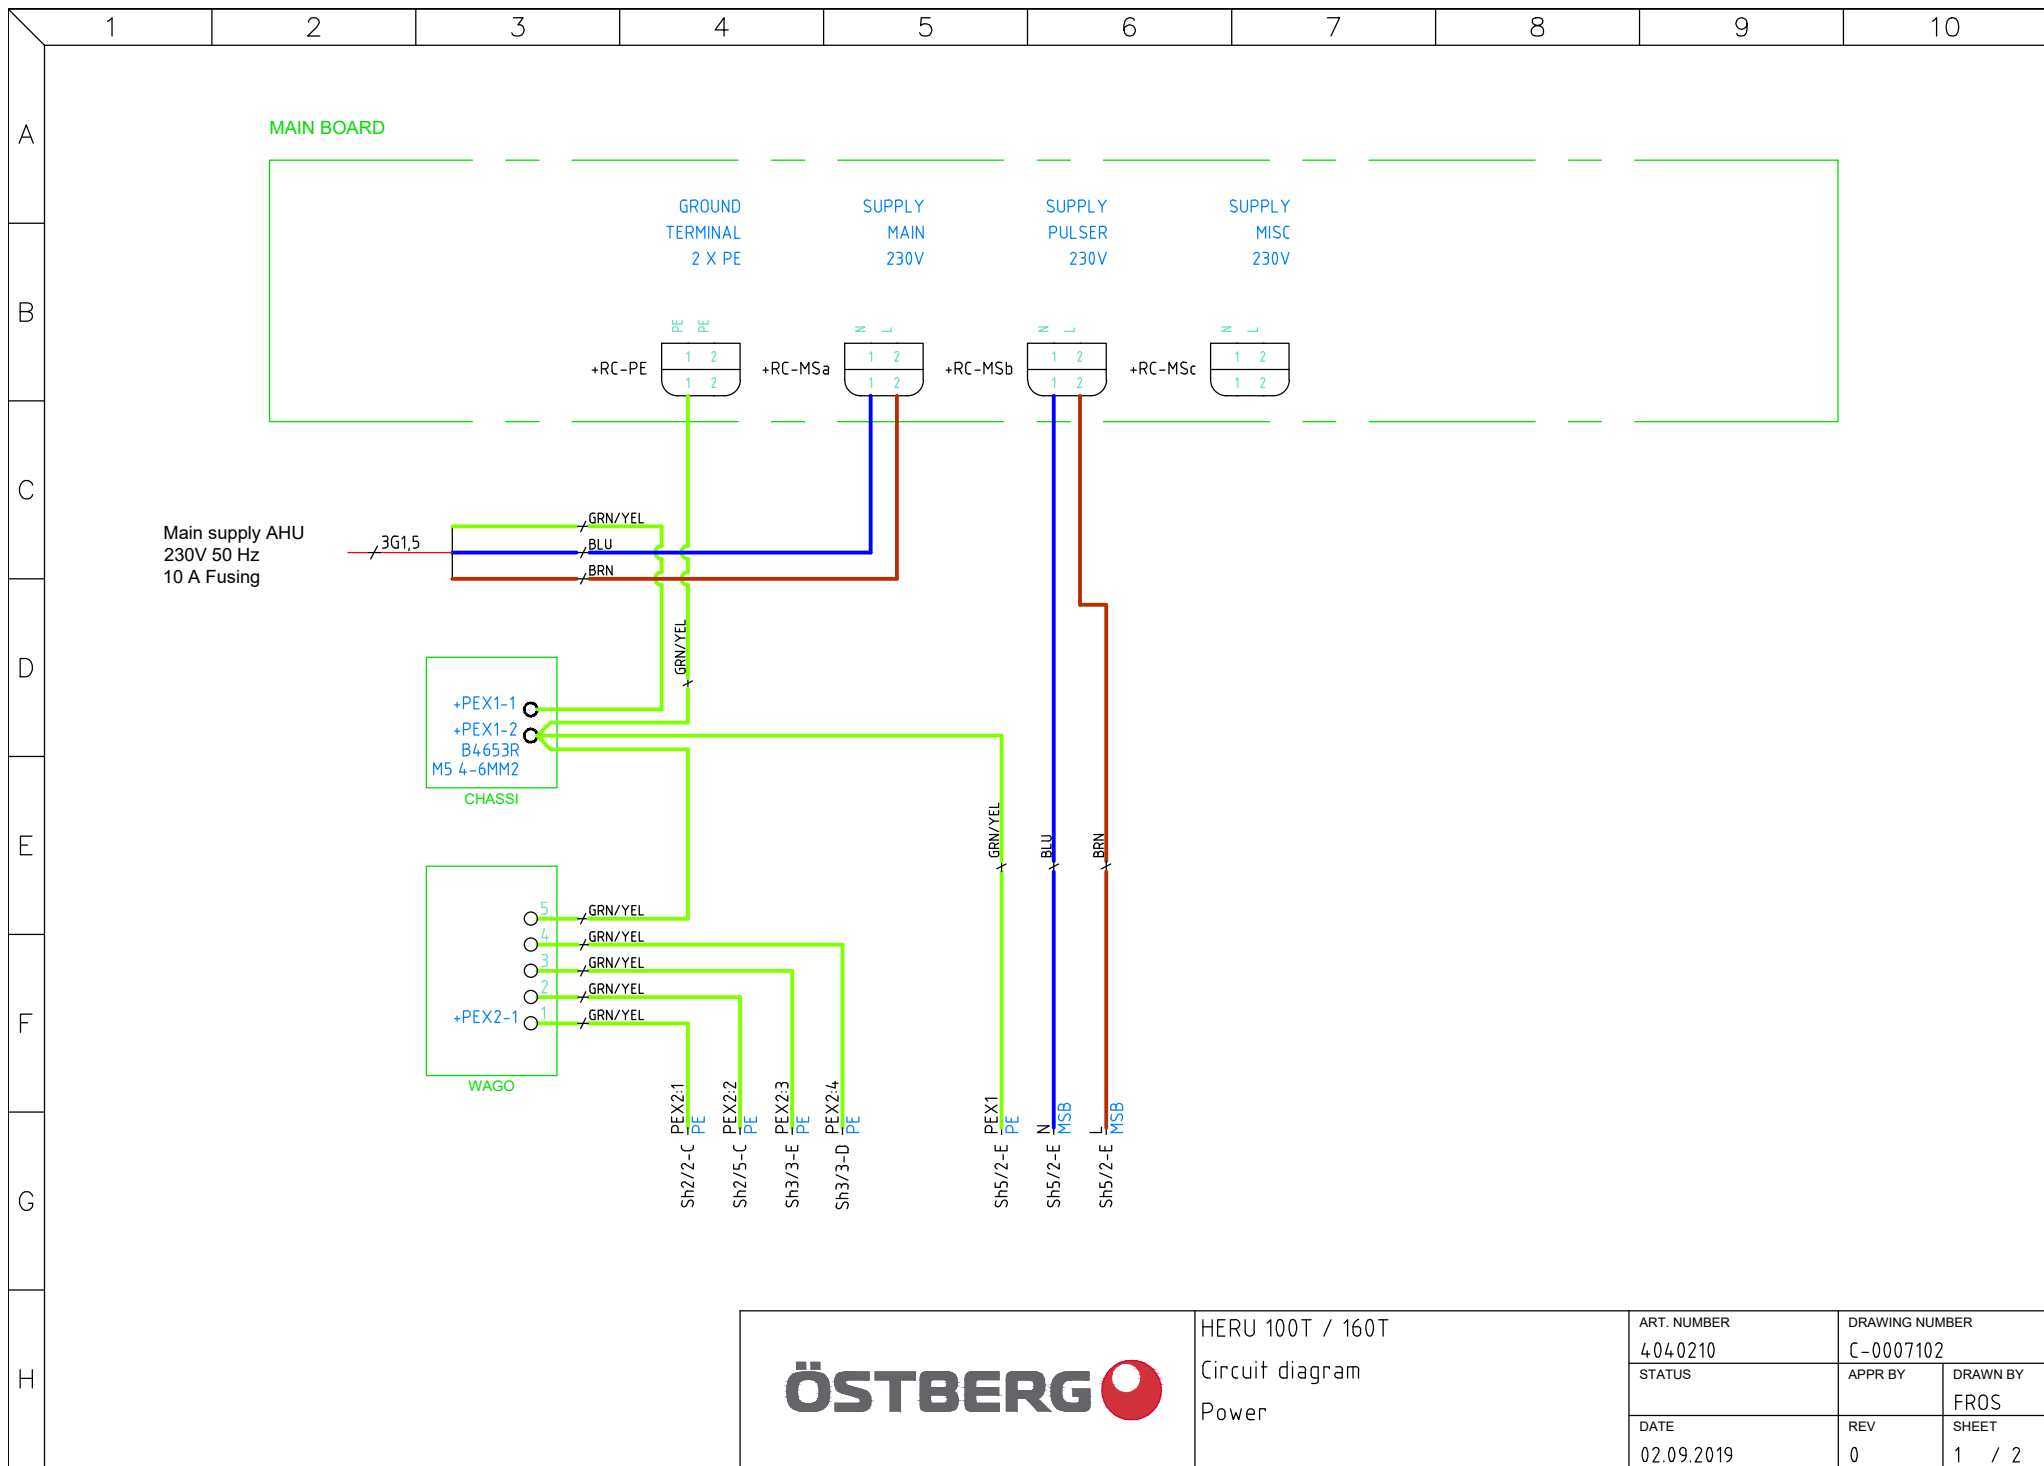 1 2 3 4 5 6 7 8 9 10
A
B
C
D
E
F
G
H
MAIN BOARD
GROUND
TERMINAL
2 X PE
SUPPLY
MAIN
230V
SUPPLY
PULSER
230V
SUPPLY
MISC
230V
PE PE
N L
N L
N L
+RC-PE
1 2
1 2
+RC-MSa
1 2
1 2
+RC-MSb
1 2
1 2
+RC-MSc
1 2
1 2
Main supply AHU
230V 50 Hz
10 A Fusing
3G1,5
GRN/YEL
BLU
BRN
GRN/YEL
+PEX1-1
+PEX1-2
B4653R
M5 4-6MM2
CHASSI
GRN/YEL
BLU
BRN
5
GRN/YEL
4
GRN/YEL
3
GRN/YEL
2
GRN/YEL
+PEX2-1
1
GRN/YEL
WAGO
PEX2:1
PE
PEX2:2
PE
PEX2:3
PE
PEX2:4
PE
PEX1
PE
N
MSB
L
MSB
Sh2/2-C
Sh2/5-C
Sh3/3-E
Sh3/3-D
Sh5/2-E
Sh5/2-E
Sh5/2-E
ÖSTBERG
HERU 100T / 160T
Circuit diagram
Power
ART. NUMBER
4040210
DRAWING NUMBER
C-0007102
STATUS
APPR BY
DRAWN BY
FROS
DATE
02.09.2019
REV
0
SHEET
1 / 2